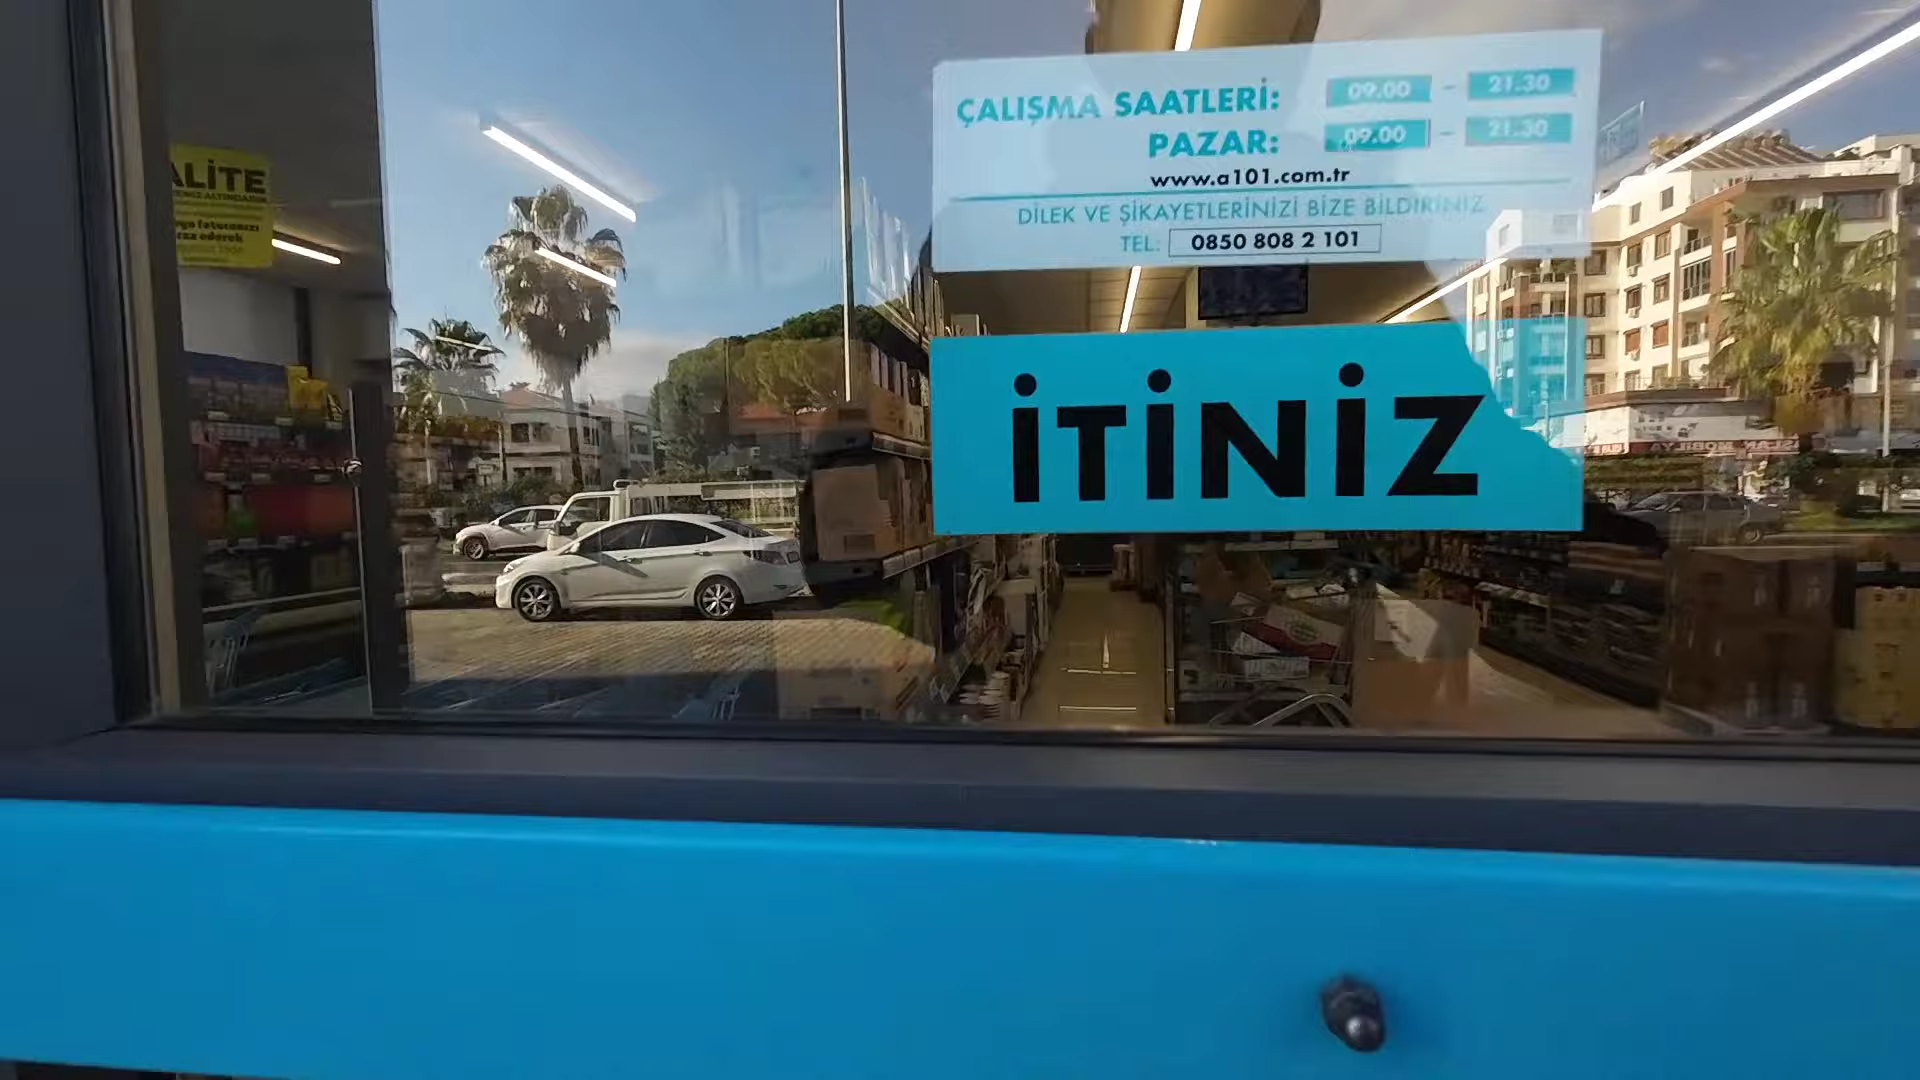 ALİTE
ÇALIŞMA SAATLERİ: 09.00 - 21.30
PAZAR: 09.00 - 21.30
www.a101.com.tr
DİLEK VE ŞİKAYETLERİNİZİ BİZE BİLDİRİNİZ
TEL: 0850 808 2 101
İTİNİZ